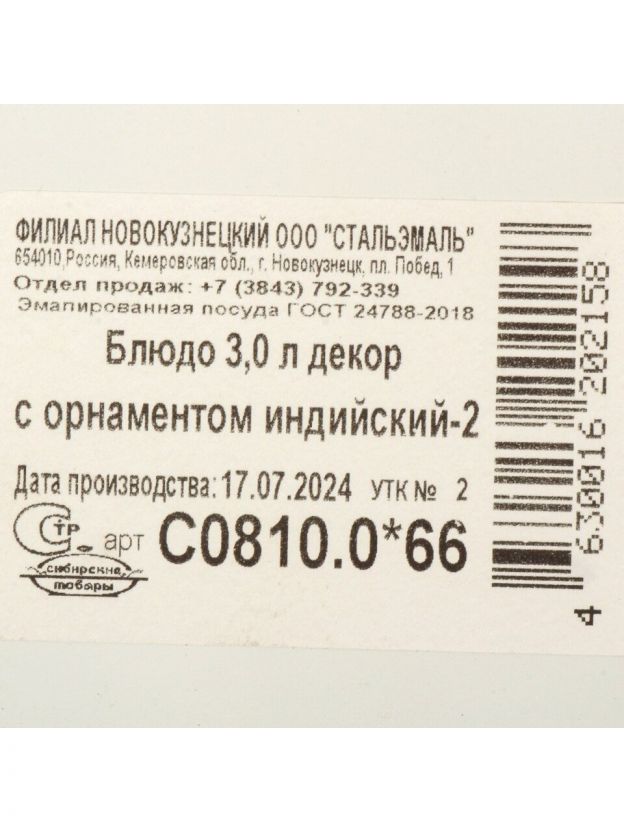 ФИЛИАЛ НОВОКУЗНЕЦКИЙ ООО "СТАЛЬЭМАЛЬ"
654010,Россия, Кемеровская обл., г. Новокузнецк, пл. Побед, 1
Отдел продаж: +7 (3843) 792-339
Эмалированная посуда ГОСТ 24788-2018
Блюдо 3,0 л декор
с орнаментом индийский-2
Дата производства: 17.07.2024 УТК № 2
СТР
арт С0810.0*66
сибирские
товары
4 630016 202158